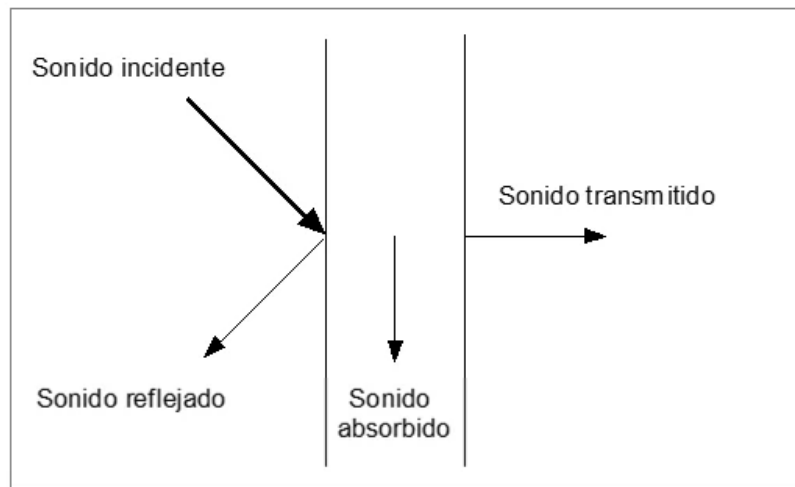 Sonido incidente
Sonido transmitido
Sonido reflejado
Sonido
absorbido